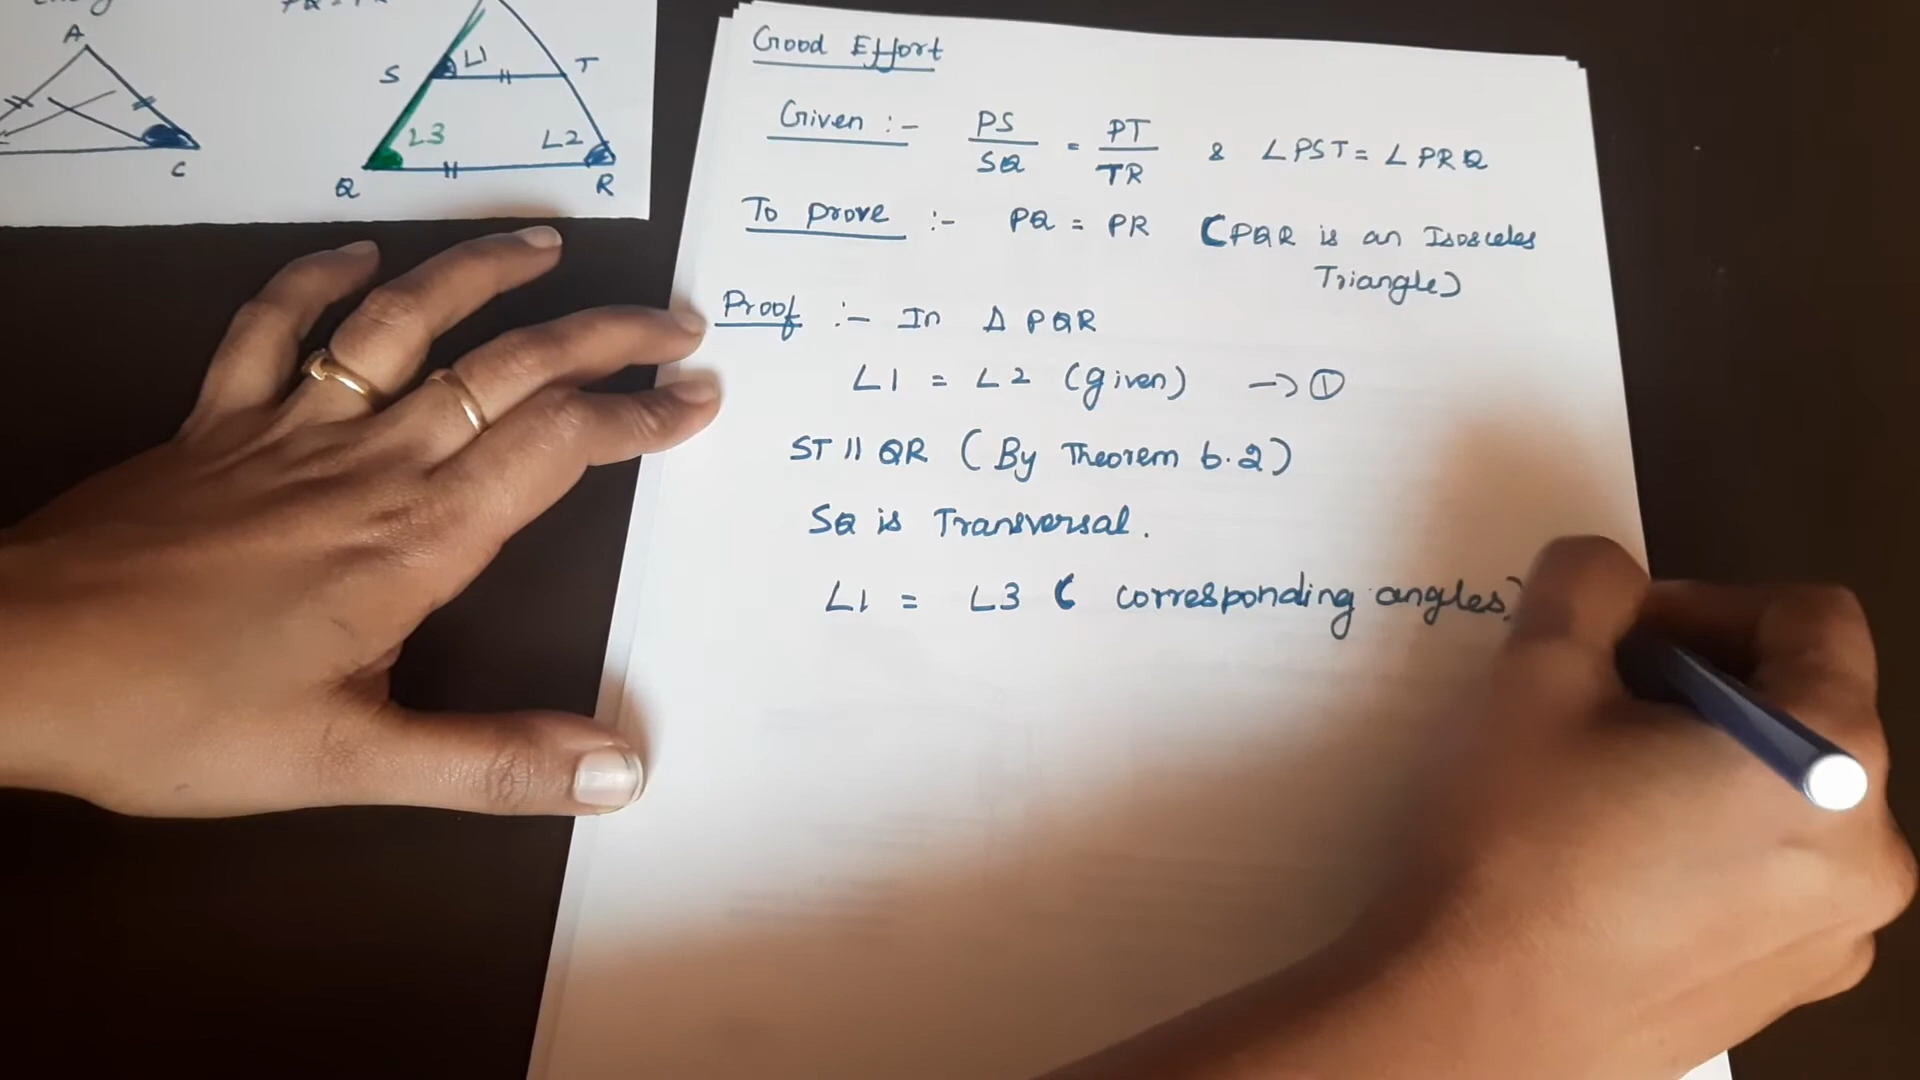 A
C
S
T
∠1
∠3
∠2
Q
R
Good Effort
Given :- PS/SQ = PT/TR & ∠PST = ∠PRQ
To prove :- PQ = PR (PQR is an Isosceles
Triangle)
Proof :- In Δ PQR
∠1 = ∠2 (given) → ①
ST || QR (By Theorem 6.2)
SQ is Transversal.
∠1 = ∠3 ( corresponding angles)